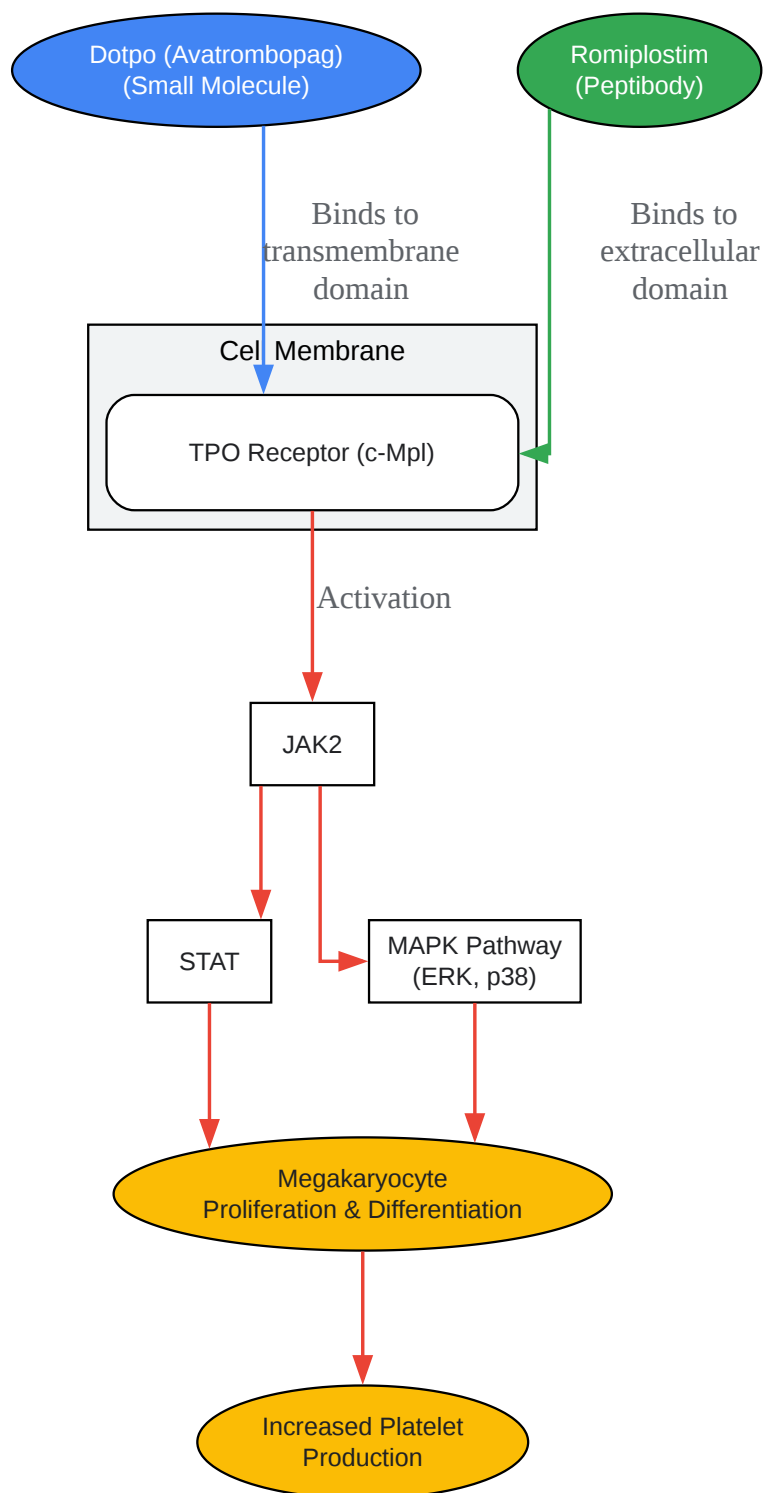 Dotpo (Avatrombopag)
(Small Molecule)
Romiplostim
(Peptibody)
Binds to
transmembrane
domain
Binds to
extracellular
domain
Cell Membrane
TPO Receptor (c-Mpl)
Activation
JAK2
STAT
MAPK Pathway
(ERK, p38)
Megakaryocyte
Proliferation & Differentiation
Increased Platelet
Production